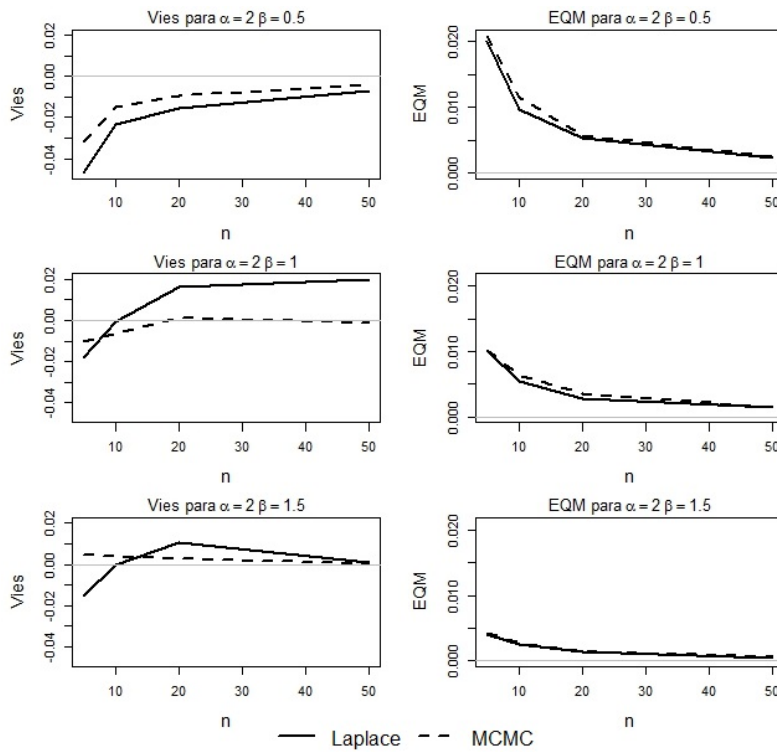 Vies para α = 2 β = 0.5
Vies
0.02
0.00
-0.02
-0.04
10 20 30 40 50
n
EQM para α = 2 β = 0.5
EQM
0.020
0.010
0.000
10 20 30 40 50
n
Vies para α = 2 β = 1
Vies
0.02
0.00
-0.02
-0.04
10 20 30 40 50
n
EQM para α = 2 β = 1
EQM
0.020
0.010
0.000
10 20 30 40 50
n
Vies para α = 2 β = 1.5
Vies
0.02
0.00
-0.02
-0.04
10 20 30 40 50
n
EQM para α = 2 β = 1.5
EQM
0.020
0.010
0.000
10 20 30 40 50
n
Laplace MCMC